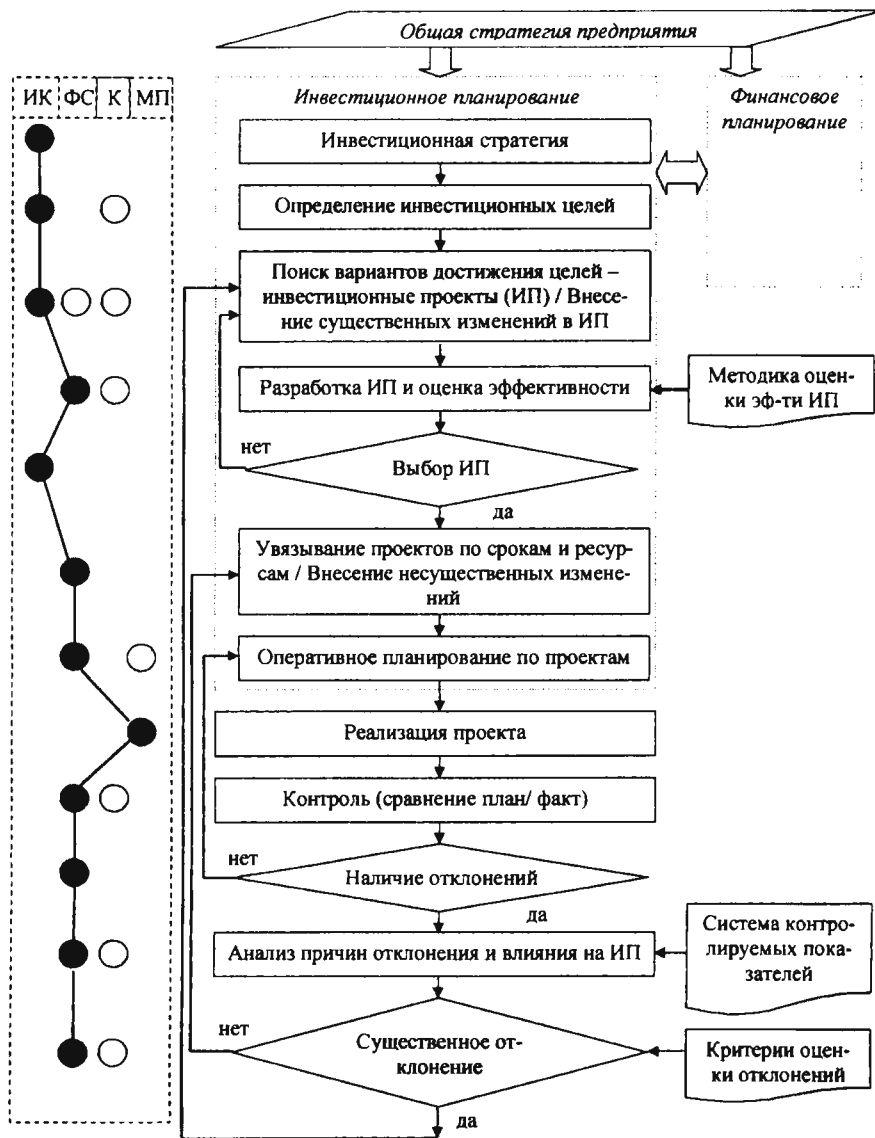 Общая стратегия предприятия
ИК ФС К МП
Инвестиционное планирование
Финансовое
планирование
Инвестиционная стратегия
Определение инвестиционных целей
Поиск вариантов достижения целей –
инвестиционные проекты (ИП) / Внесе-
ние существенных изменений в ИП
Разработка ИП и оценка эффективности
Методика оцен-
ки эф-ти ИП
нет
Выбор ИП
да
Увязывание проектов по срокам и ресур-
сам / Внесение несущественных измене-
ний
Оперативное планирование по проектам
Реализация проекта
Контроль (сравнение план/ факт)
нет
Наличие отклонений
да
Анализ причин отклонения и влияния на ИП
Система контро-
лируемых пока-
зателей
нет
Существенное от-
клонение
Критерии оцен-
ки отклонений
да